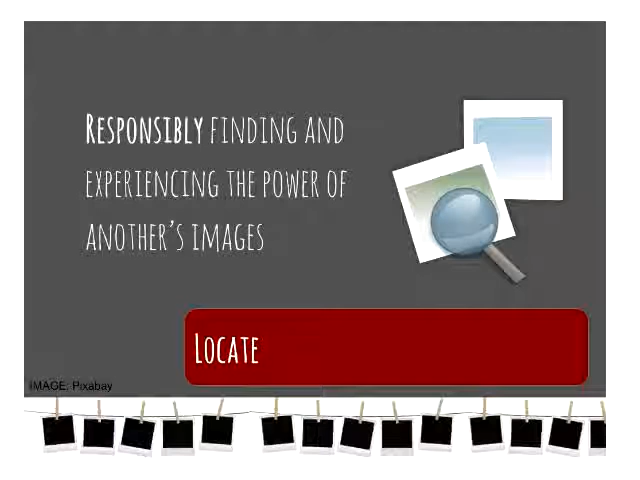 Responsibly finding and
experiencing the power of
another's images
Locate
IMAGE: Pixabay